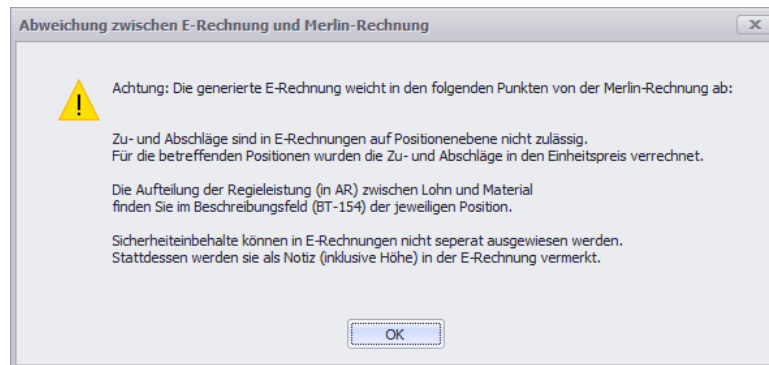 Abweichung zwischen E-Rechnung und Merlin-Rechnung
Achtung: Die generierte E-Rechnung weicht in den folgenden Punkten von der Merlin-Rechnung ab:
Zu- und Abschläge sind in E-Rechnungen auf Positionenebene nicht zulässig.
Für die betreffenden Positionen wurden die Zu- und Abschläge in den Einheitspreis verrechnet.
Die Aufteilung der Regieleistung (in AR) zwischen Lohn und Material
finden Sie im Beschreibungsfeld (BT-154) der jeweiligen Position.
Sicherheiteinbehalte können in E-Rechnungen nicht seperat ausgewiesen werden.
Stattdessen werden sie als Notiz (inklusive Höhe) in der E-Rechnung vermerkt.
OK